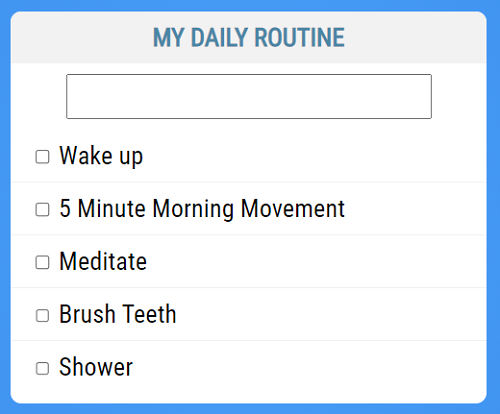 MY DAILY ROUTINE
Wake up
5 Minute Morning Movement
Meditate
Brush Teeth
Shower